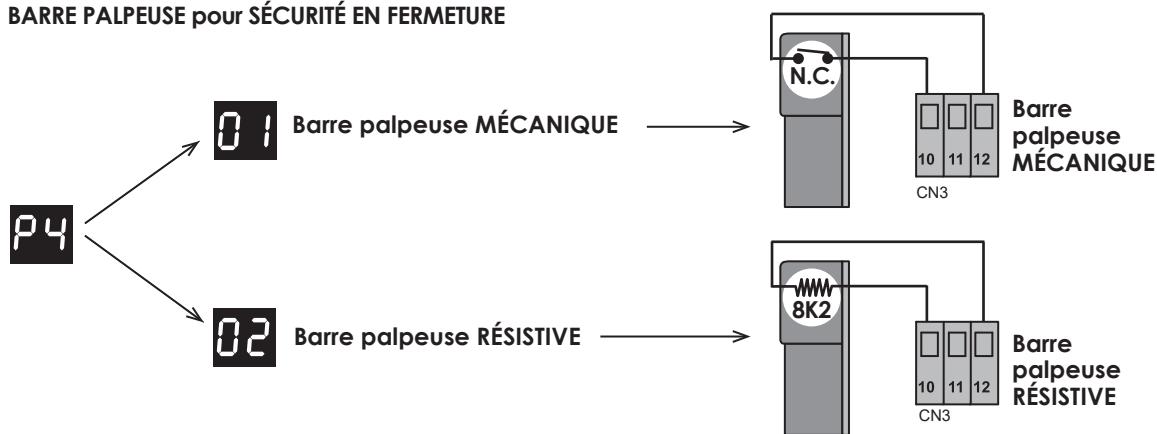 BARRE PALPEUSE pour SÉCURITÉ EN FERMETURE
N.C.
01 Barre palpeuse MÉCANIQUE
10 11 12
CN3
Barre
palpeuse
MÉCANIQUE
P4
02 Barre palpeuse RÉSISTIVE
8K2
10 11 12
CN3
Barre
palpeuse
RÉSISTIVE